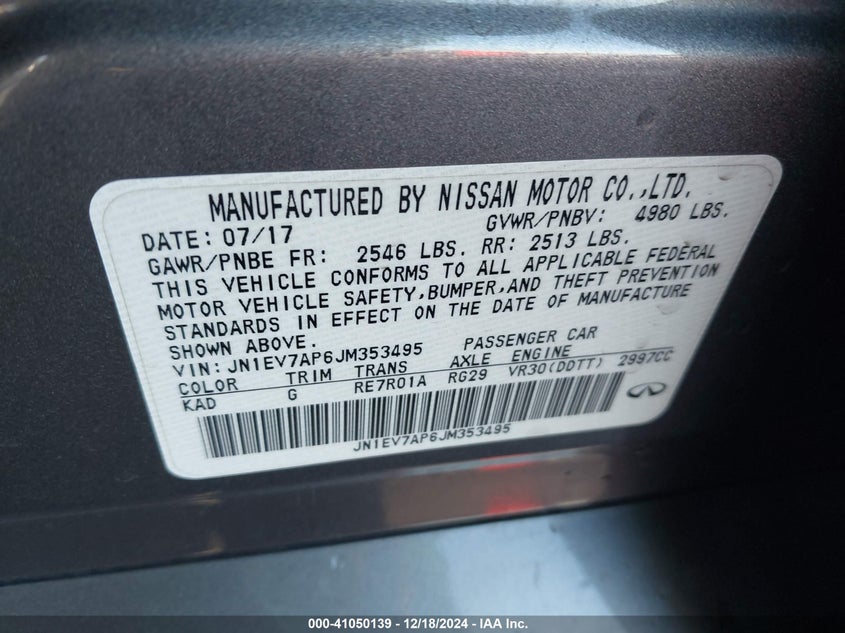 MANUFACTURED BY NISSAN MOTOR CO.,LTD.
DATE: 07/17 GVWR/PNBV: 4980 LBS.
GAWR/PNBE FR: 2546 LBS. RR: 2513 LBS.
THIS VEHICLE CONFORMS TO ALL APPLICABLE FEDERAL
MOTOR VEHICLE SAFETY,BUMPER,AND THEFT PREVENTION
STANDARDS IN EFFECT ON THE DATE OF MANUFACTURE
SHOWN ABOVE.
VIN: JN1EV7AP6JM353495 PASSENGER CAR
COLOR TRIM TRANS AXLE ENGINE
KAD G RE7R01A RG29 VR30(DDTT) 2997CC
JN1EV7AP6JM353495
000-41050139 - 12/18/2024 - IAA Inc.